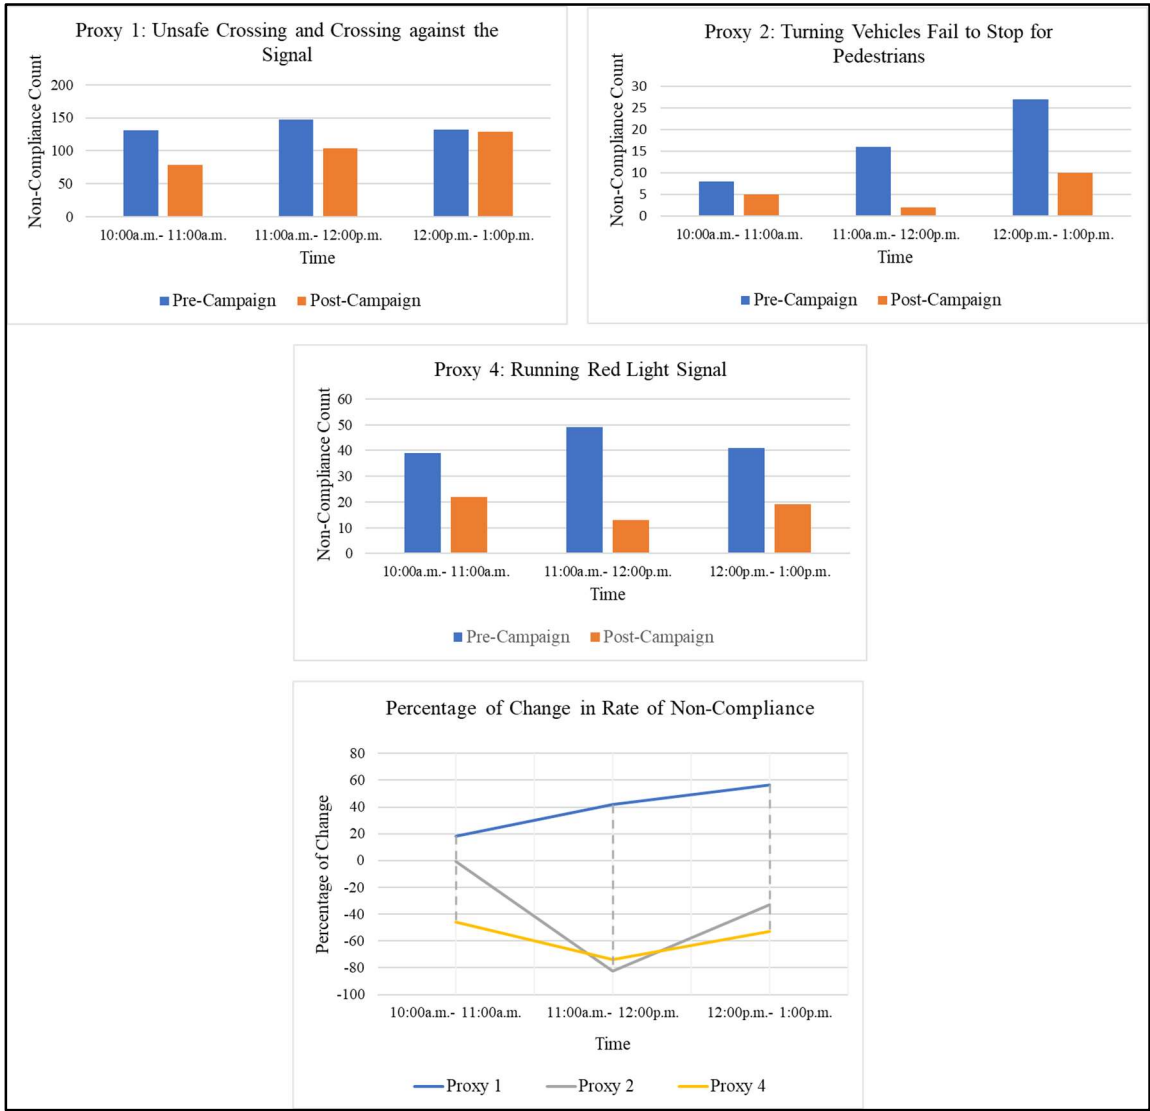 Proxy 1: Unsafe Crossing and Crossing against the
Signal
Non-Compliance Count
200
150
100
50
0
10:00a.m.- 11:00a.m.
11:00a.m.- 12:00p.m.
12:00p.m.- 1:00p.m.
Time
Pre-Campaign
Post-Campaign
Proxy 2: Turning Vehicles Fail to Stop for
Pedestrians
Non-Compliance Count
30
25
20
15
10
5
0
10:00a.m.- 11:00a.m.
11:00a.m.- 12:00p.m.
12:00p.m.- 1:00p.m.
Time
Pre-Campaign
Post-Campaign
Proxy 4: Running Red Light Signal
Non-Compliance Count
60
50
40
30
20
10
0
10:00a.m.- 11:00a.m.
11:00a.m.- 12:00p.m.
12:00p.m.- 1:00p.m.
Time
Pre-Campaign
Post-Campaign
Percentage of Change in Rate of Non-Compliance
Percentage of Change
80
60
40
20
0
-20
-40
-60
-80
-100
10:00a.m.- 11:00a.m.
11:00a.m.- 12:00p.m.
12:00p.m.- 1:00p.m.
Time
Proxy 1
Proxy 2
Proxy 4